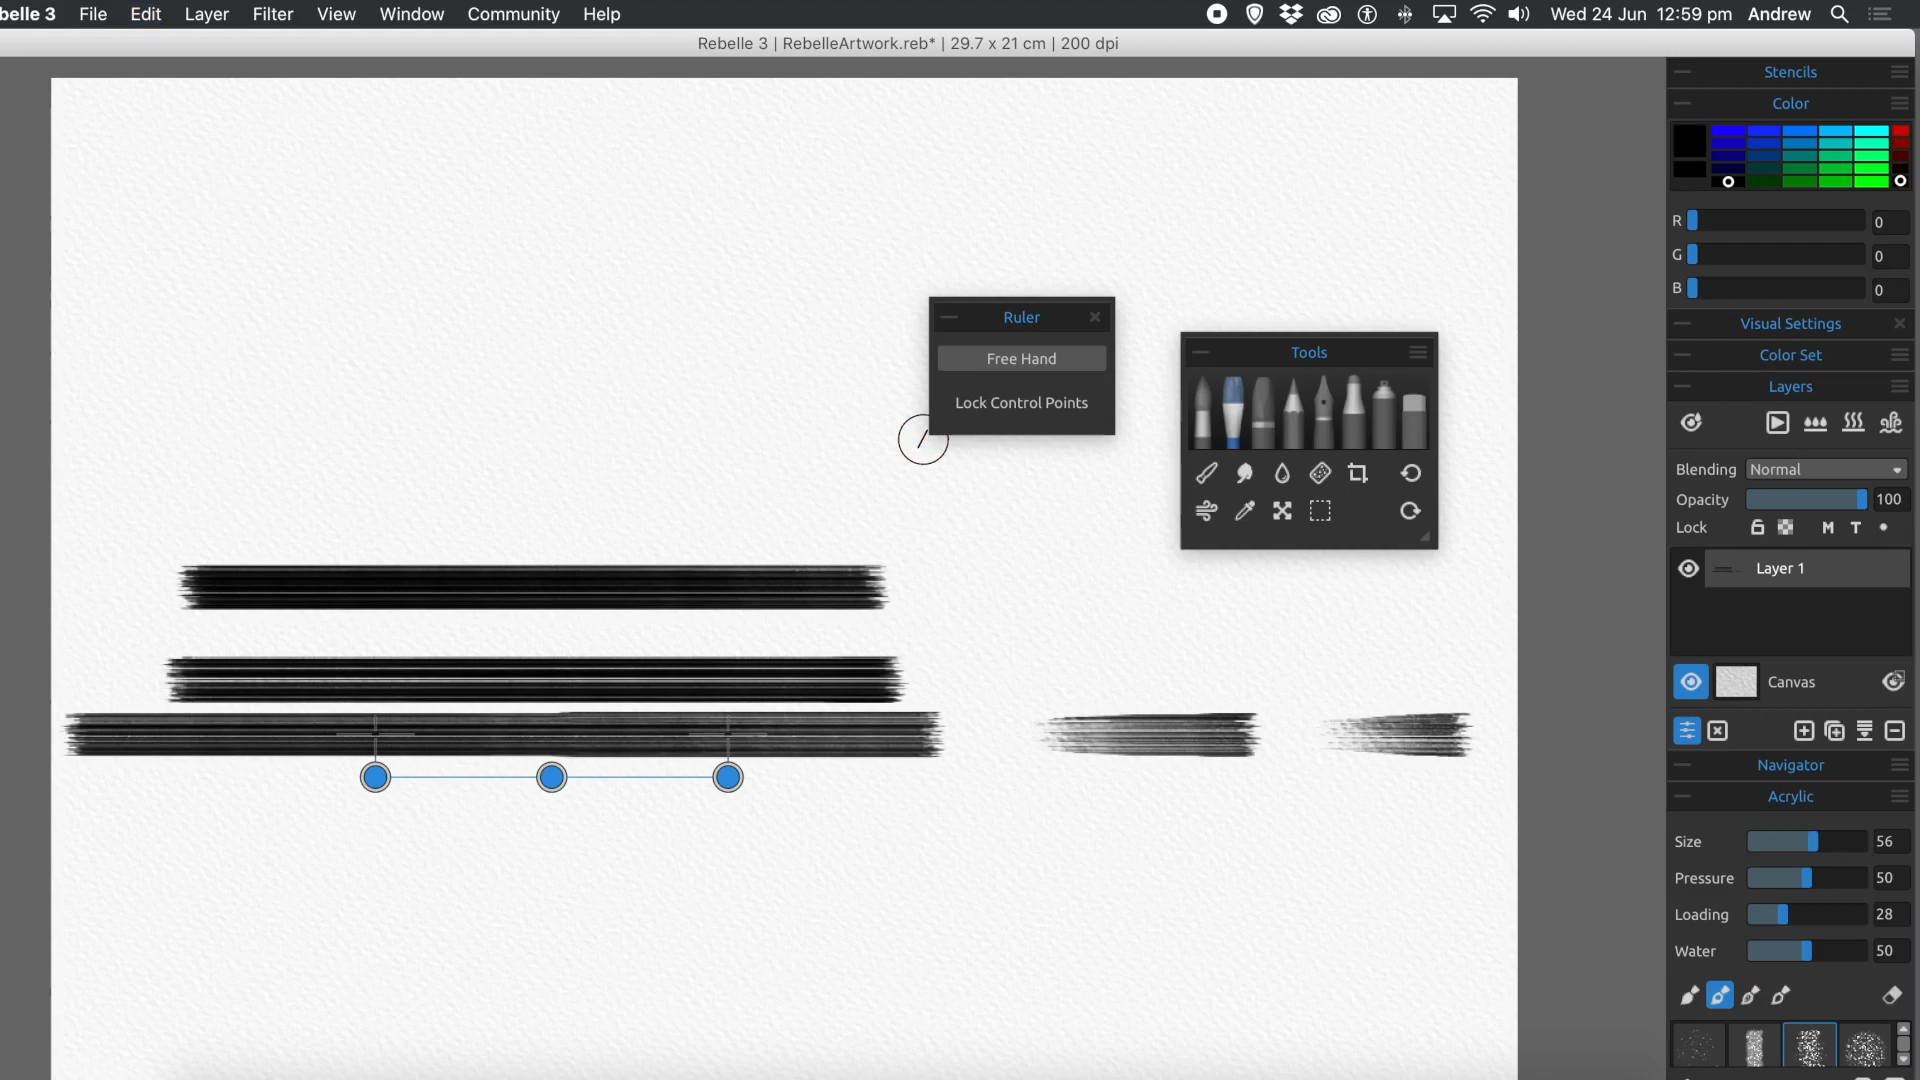 belle 3 File Edit Layer Filter View Window Community Help Wed 24 Jun 12:59 pm Andrew
Rebelle 3 | RebelleArtwork.reb* | 29.7 x 21 cm | 200 dpi
Stencils
Color
R 0
G 0
B 0
Visual Settings
Color Set
Layers
Blending Normal
Opacity 100
Lock M T
Layer 1
Canvas
Navigator
Acrylic
Size 56
Pressure 50
Loading 28
Water 50
Ruler
Free Hand
Lock Control Points
Tools